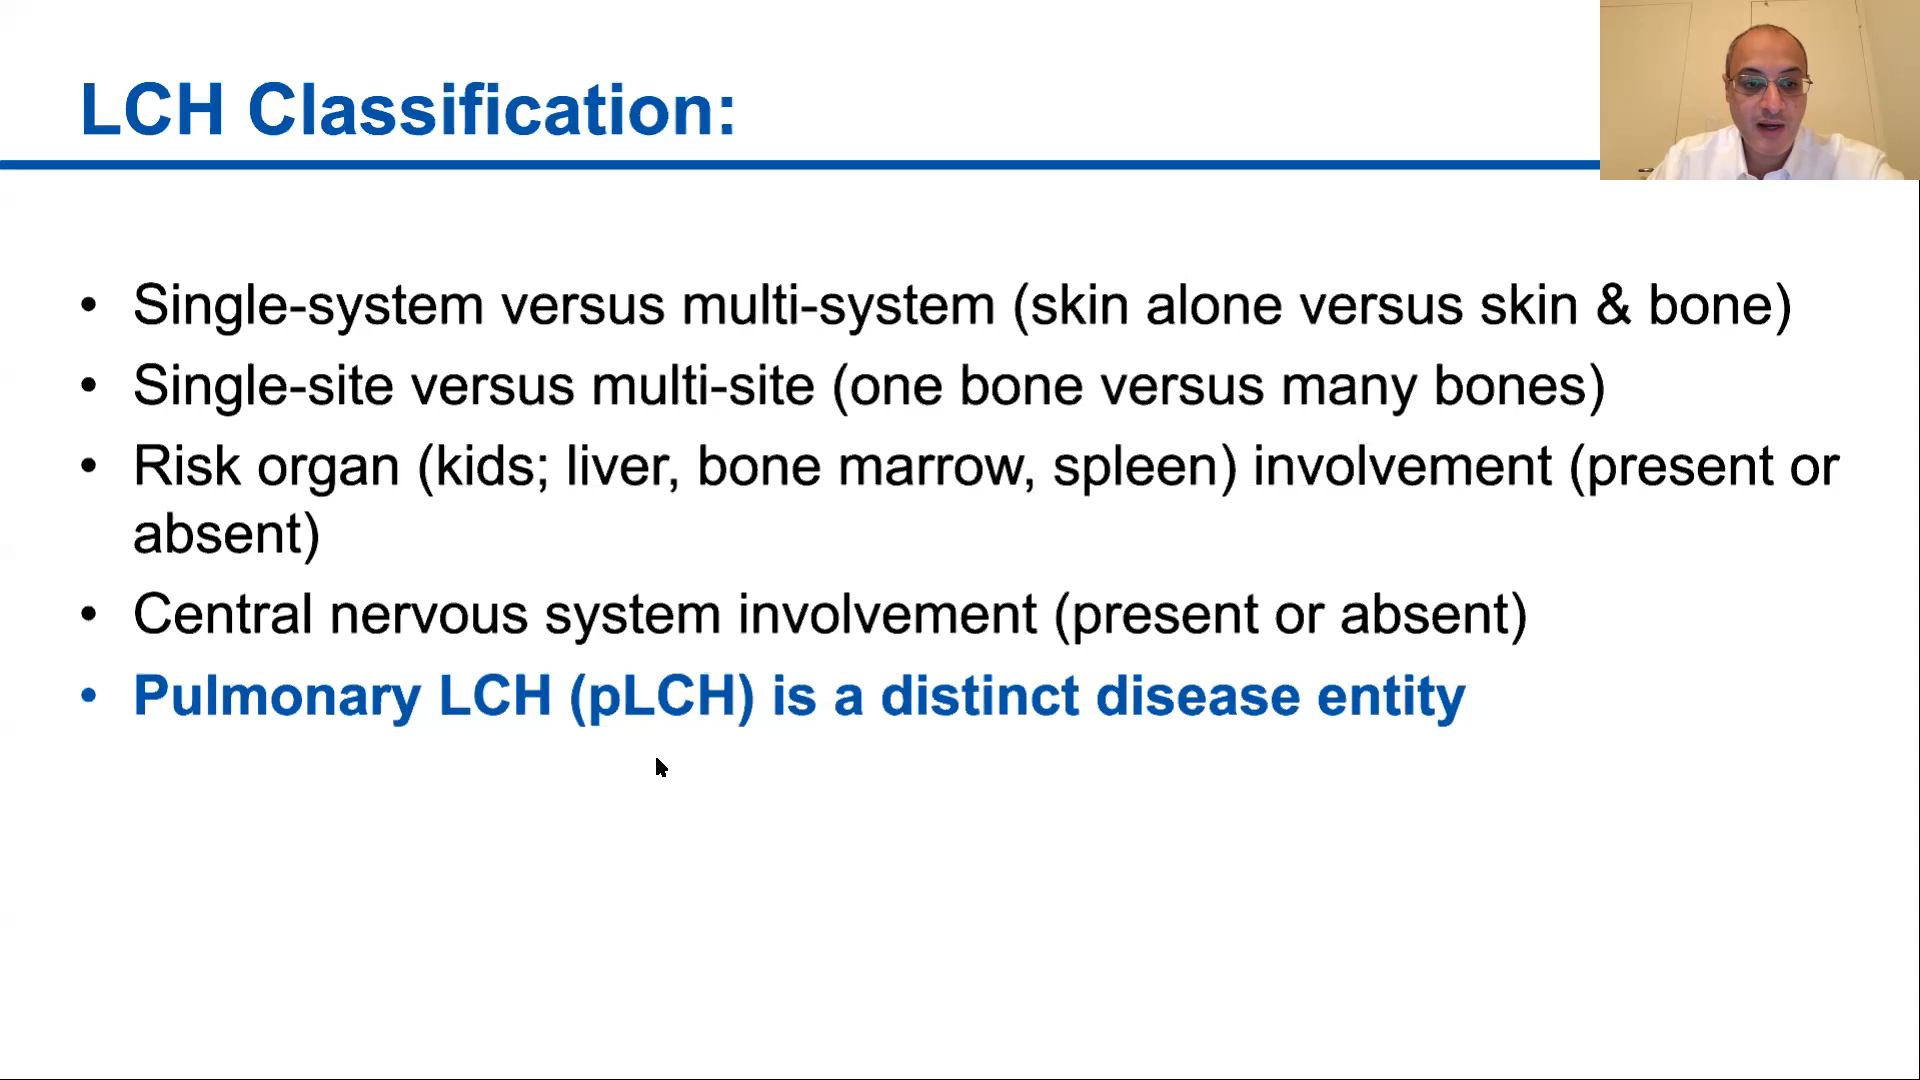 LCH Classification:
• Single-system versus multi-system (skin alone versus skin & bone)
• Single-site versus multi-site (one bone versus many bones)
• Risk organ (kids; liver, bone marrow, spleen) involvement (present or
absent)
• Central nervous system involvement (present or absent)
• Pulmonary LCH (pLCH) is a distinct disease entity